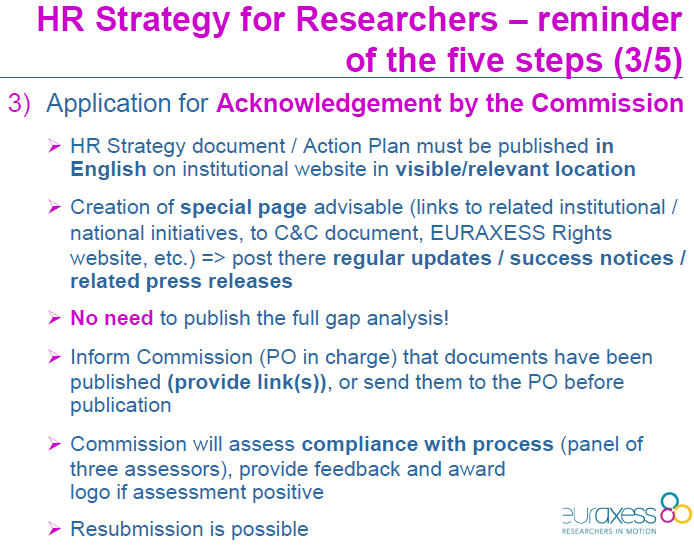 HR Strategy for Researchers – reminder
of the five steps (3/5)
3) Application for Acknowledgement by the Commission
➢ HR Strategy document / Action Plan must be published in
English on institutional website in visible/relevant location
➢ Creation of special page advisable (links to related institutional /
national initiatives, to C&C document, EURAXESS Rights
website, etc.) => post there regular updates / success notices /
related press releases
➢ No need to publish the full gap analysis!
➢ Inform Commission (PO in charge) that documents have been
published (provide link(s)), or send them to the PO before
publication
➢ Commission will assess compliance with process (panel of
three assessors), provide feedback and award
logo if assessment positive
➢ Resubmission is possible
euraxess
RESEARCHERS IN MOTION